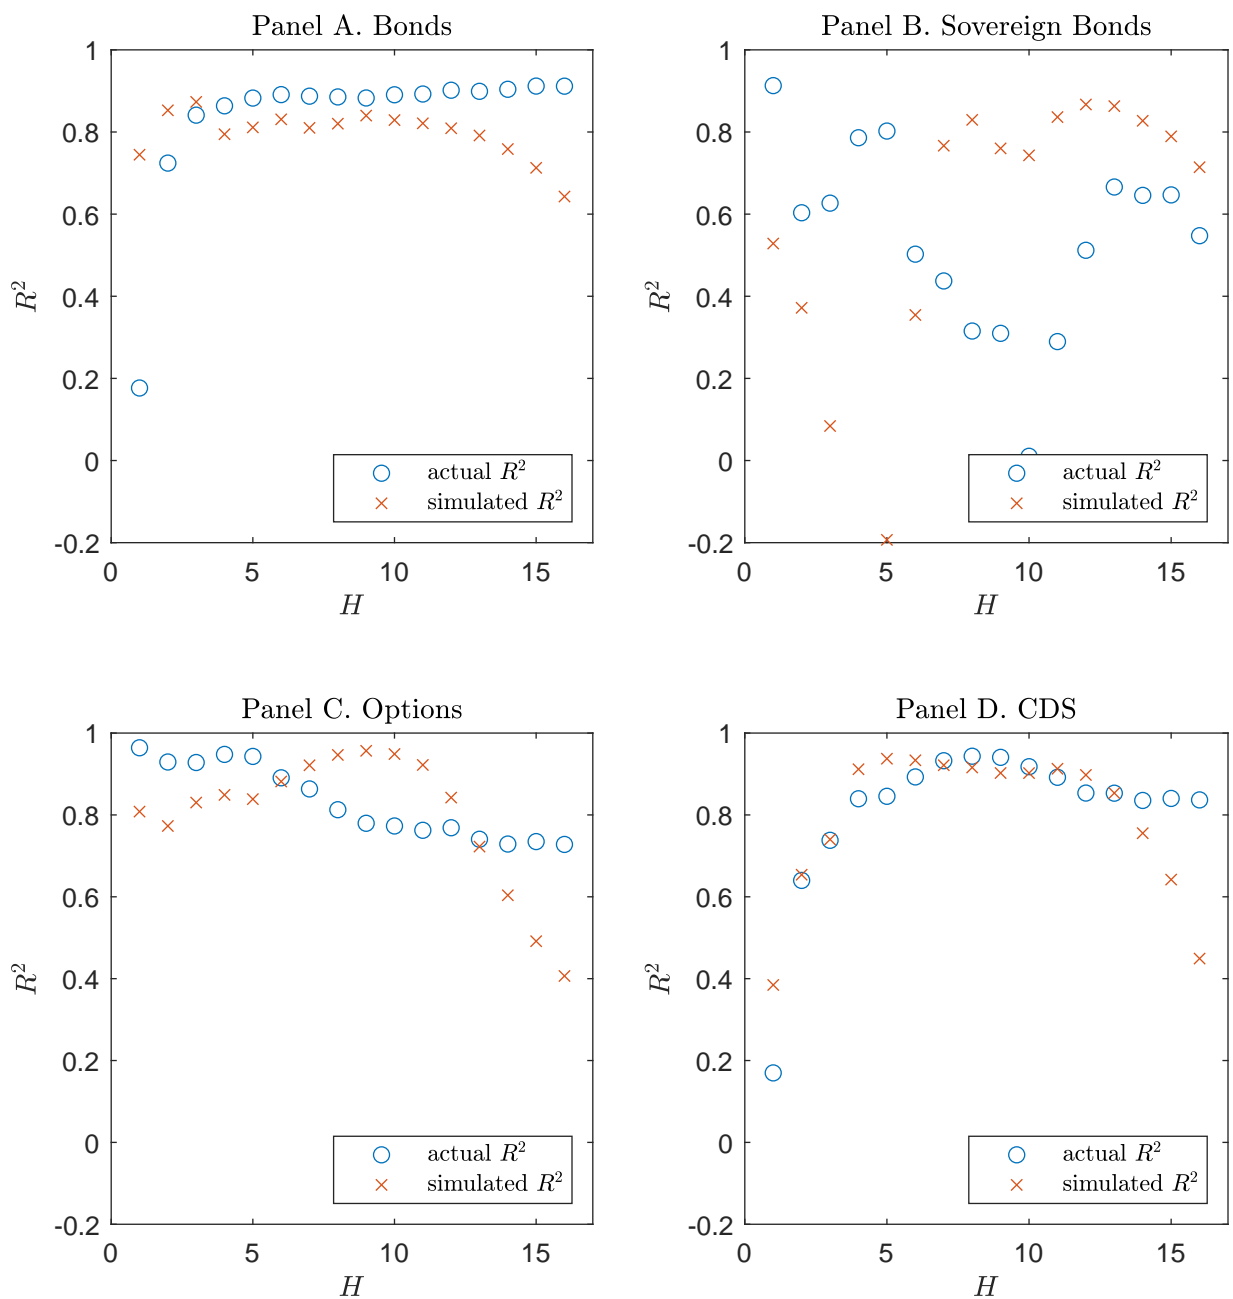 Panel A. Bonds
1
0.8
0.6
0.4
0.2
0
-0.2
R²
0 5 10 15
H
actual R²
simulated R²
Panel B. Sovereign Bonds
1
0.8
0.6
0.4
0.2
0
-0.2
R²
0 5 10 15
H
actual R²
simulated R²
Panel C. Options
1
0.8
0.6
0.4
0.2
0
-0.2
R²
0 5 10 15
H
actual R²
simulated R²
Panel D. CDS
1
0.8
0.6
0.4
0.2
0
-0.2
R²
0 5 10 15
H
actual R²
simulated R²